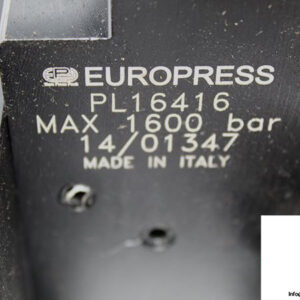 EUROPRESS
PL16416
MAX 1600 bar
14/01347
MADE IN ITALY